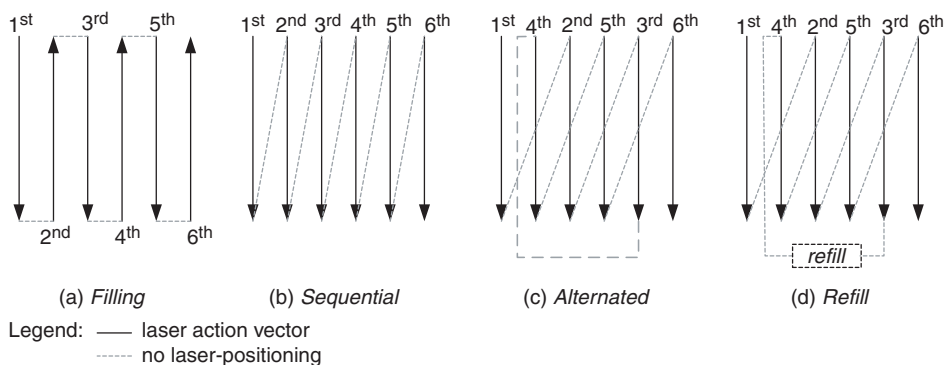 1st 3rd 5th
2nd 4th 6th
(a) Filling
1st 2nd 3rd 4th 5th 6th
(b) Sequential
1st 4th 2nd 5th 3rd 6th
(c) Alternated
1st 4th 2nd 5th 3rd 6th
refill
(d) Refill
Legend: laser action vector
no laser-positioning